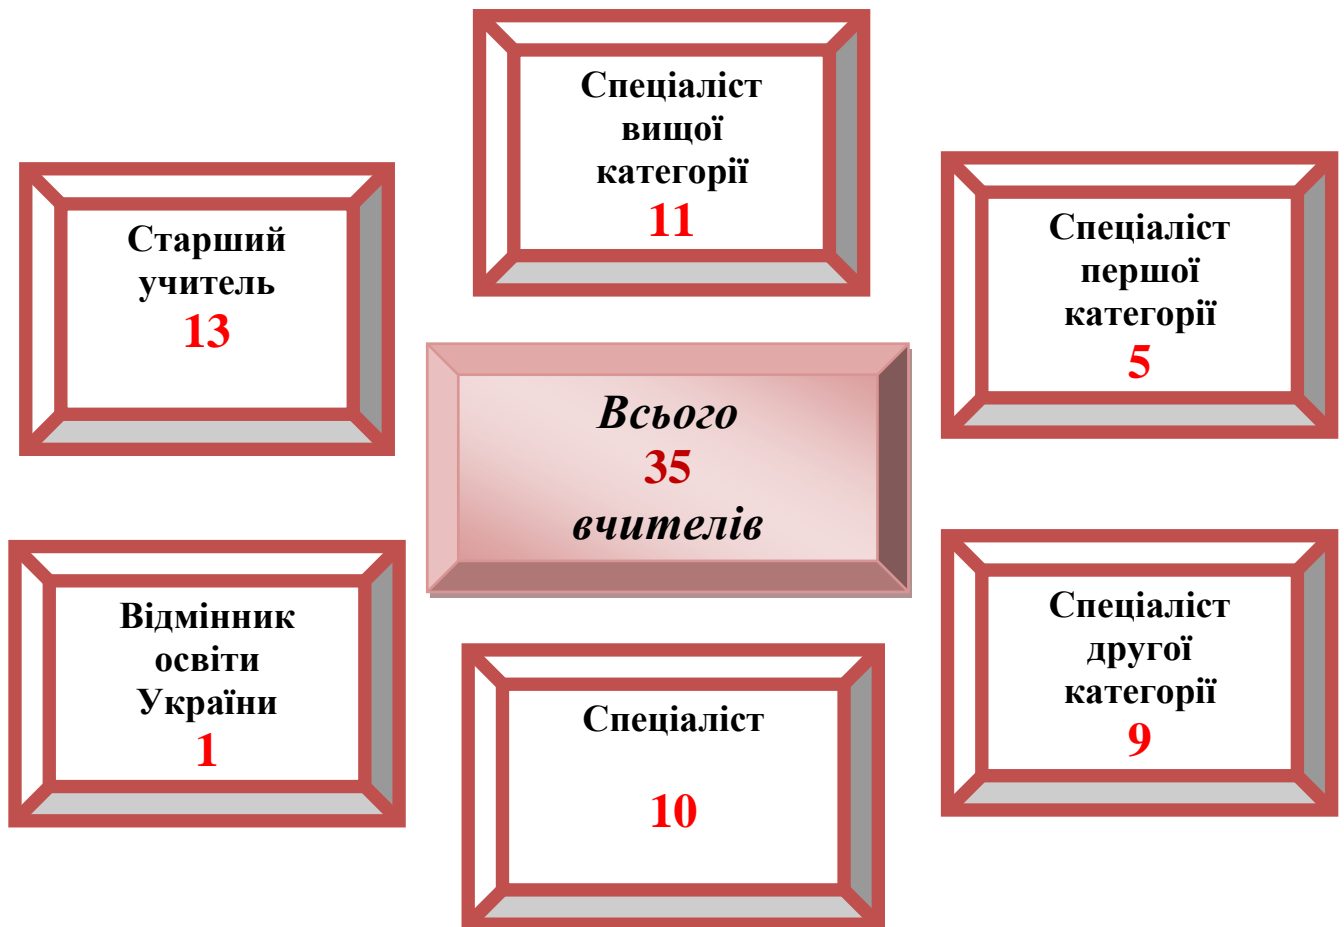 Спеціаліст
вищої
категорії
11
Старший
учитель
13
Спеціаліст
першої
категорії
5
Всього
35
вчителів
Відмінник
освіти
України
1
Спеціаліст
10
Спеціаліст
другої
категорії
9